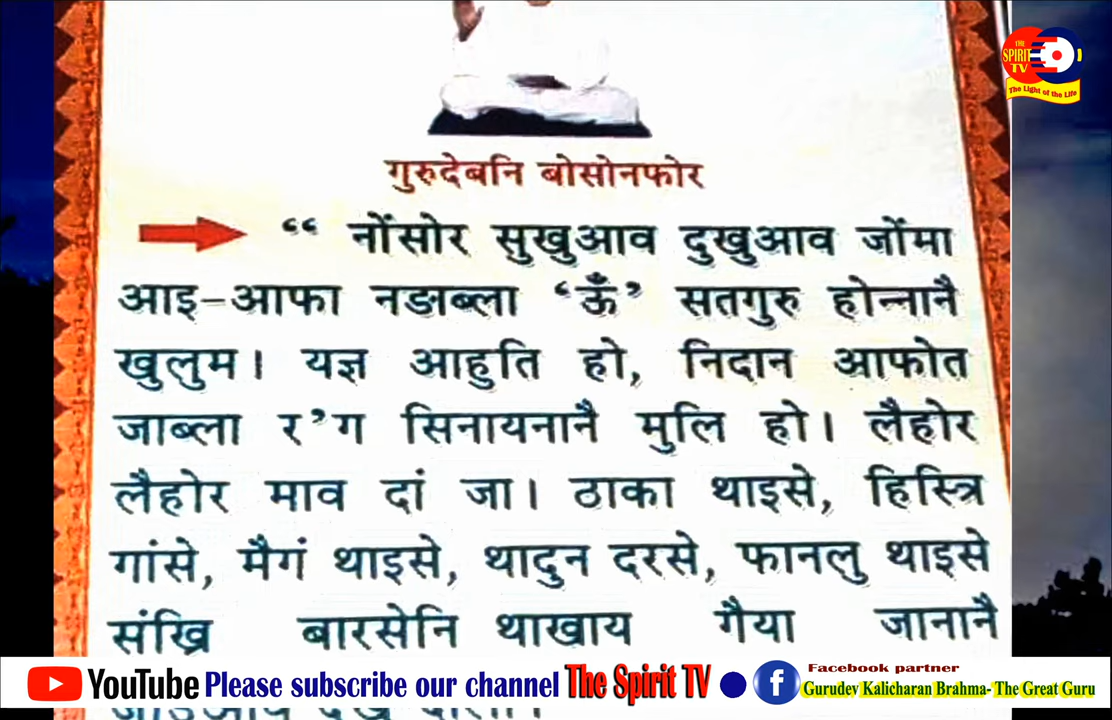 THE
SPIRIT
TV
The Light of the Life
गुरुदेबनि बोसोनफोर
“ नोंसोर सुखुआव दुखुआव जोंमा
आइ-आफा नङाब्ला ‘ऊँ’ सतगुरु होन्नानै
खुलुम। यज्ञ आहुति हो, निदान आफोत
जाब्ला र’ग सिनायनानै मुलि हो। लैहोर
लैहोर माव दां जा। ठाका थाइसे, हिस्त्रि
गांसे, मैगं थाइसे, थादुन दरसे, फानलु थाइसे
संख्रि बारसेनि थाखाय गैया जानानै
YouTube Please subscribe our channel The Spirit TV
Facebook partner
Gurudev Kalicharan Brahma- The Great Guru